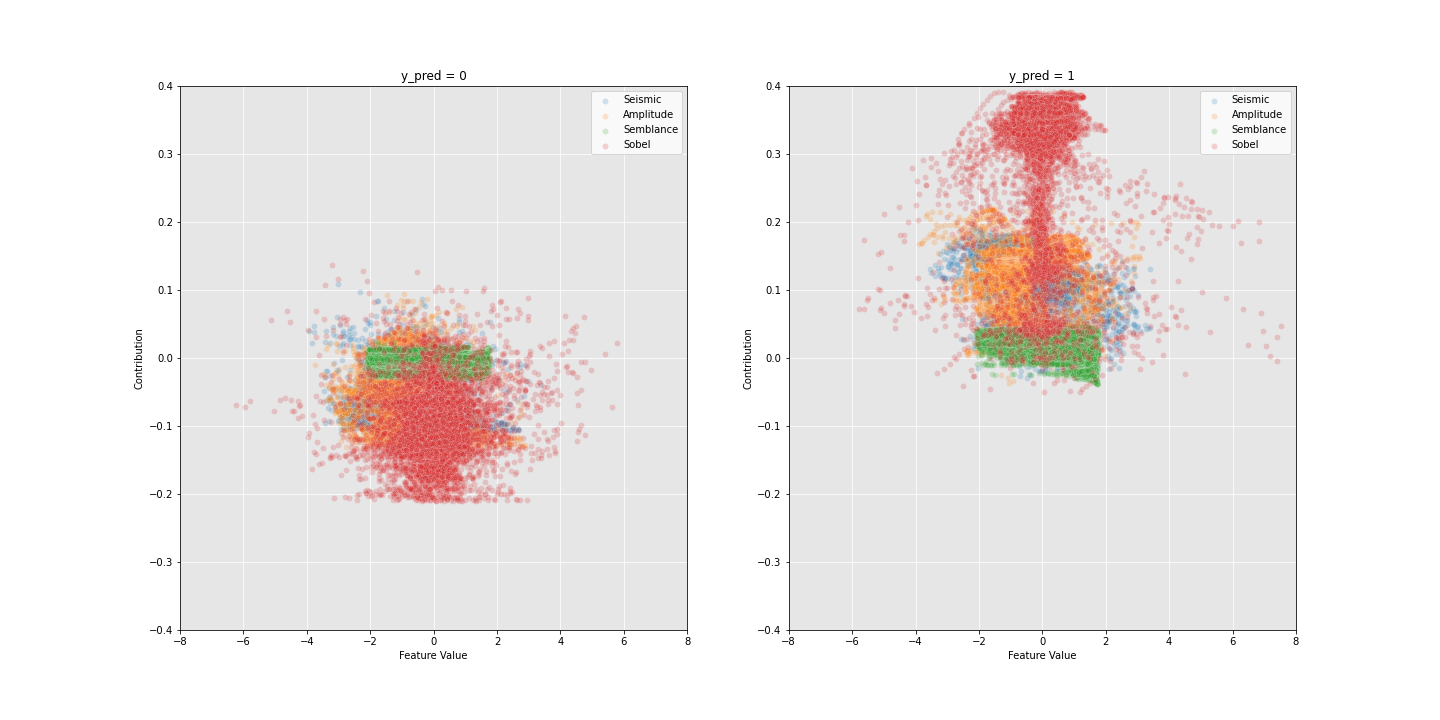 y_pred = 0
Contribution
0.4
0.3
0.2
0.1
0.0
−0.1
−0.2
−0.3
−0.4
−8
−6
−4
−2
0
2
4
6
8
Feature Value
Seismic
Amplitude
Semblance
Sobel
y_pred = 1
Contribution
0.4
0.3
0.2
0.1
0.0
−0.1
−0.2
−0.3
−0.4
−8
−6
−4
−2
0
2
4
6
8
Feature Value
Seismic
Amplitude
Semblance
Sobel